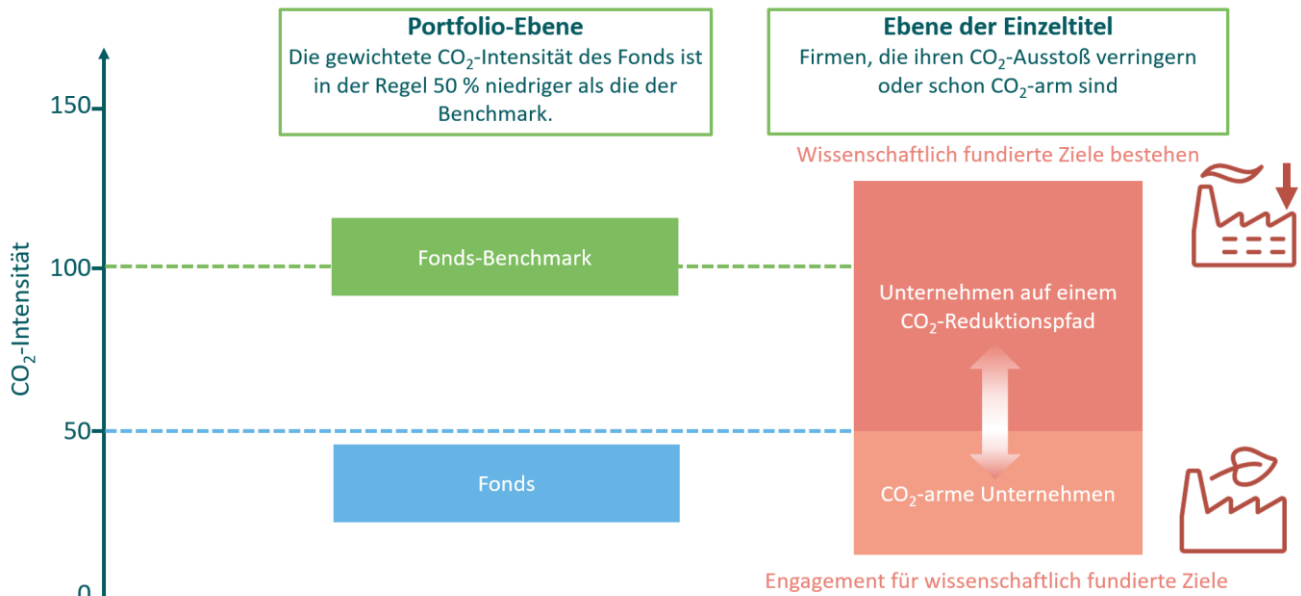 Portfolio-Ebene
Die gewichtete CO₂-Intensität des Fonds ist
in der Regel 50 % niedriger als die der
Benchmark.
Ebene der Einzeltitel
Firmen, die ihren CO₂-Ausstoß verringern
oder schon CO₂-arm sind
Wissenschaftlich fundierte Ziele bestehen
CO₂-Intensität
150
100
50
0
Fonds-Benchmark
Fonds
Unternehmen auf einem
CO₂-Reduktionspfad
CO₂-arme Unternehmen
Engagement für wissenschaftlich fundierte Ziele